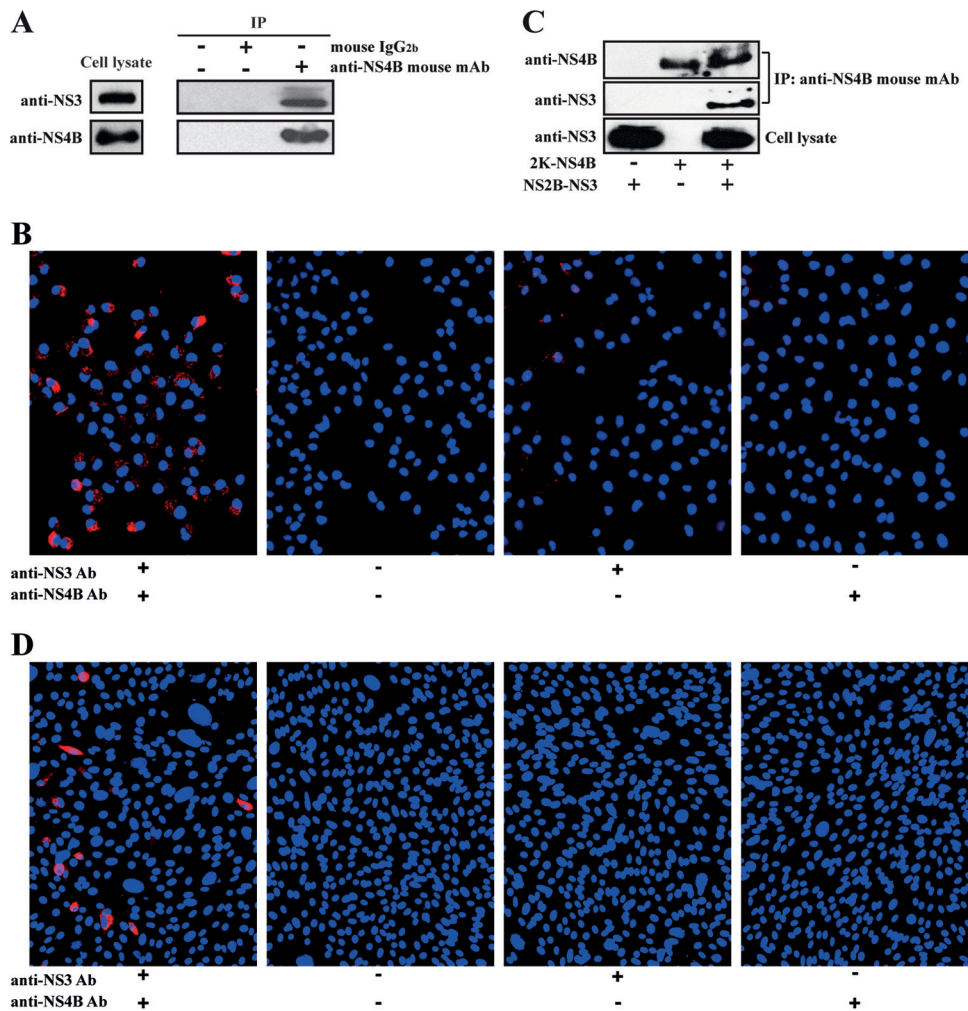 A
IP
- + - mouse IgG2b
Cell lysate
- - + anti-NS4B mouse mAb
anti-NS3
anti-NS4B
C
anti-NS4B
IP: anti-NS4B mouse mAb
anti-NS3
anti-NS3
Cell lysate
2K-NS4B - + +
NS2B-NS3 + - +
B
anti-NS3 Ab + - + -
anti-NS4B Ab + - - +
D
anti-NS3 Ab + - + -
anti-NS4B Ab + - - +